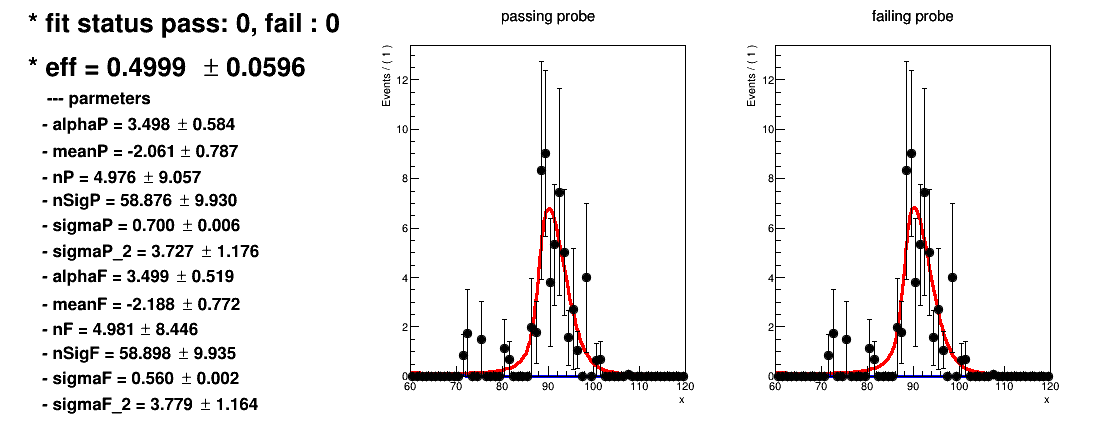 * fit status pass: 0, fail : 0
* eff = 0.4999 ± 0.0596
--- parmeters
- alphaP = 3.498 ± 0.584
- meanP = -2.061 ± 0.787
- nP = 4.976 ± 9.057
- nSigP = 58.876 ± 9.930
- sigmaP = 0.700 ± 0.006
- sigmaP_2 = 3.727 ± 1.176
- alphaF = 3.499 ± 0.519
- meanF = -2.188 ± 0.772
- nF = 4.981 ± 8.446
- nSigF = 58.898 ± 9.935
- sigmaF = 0.560 ± 0.002
- sigmaF_2 = 3.779 ± 1.164
passing probe
Events / ( 1 )
12
10
8
6
4
2
0
60 70 80 90 100 110 120
x
failing probe
Events / ( 1 )
12
10
8
6
4
2
0
60 70 80 90 100 110 120
x